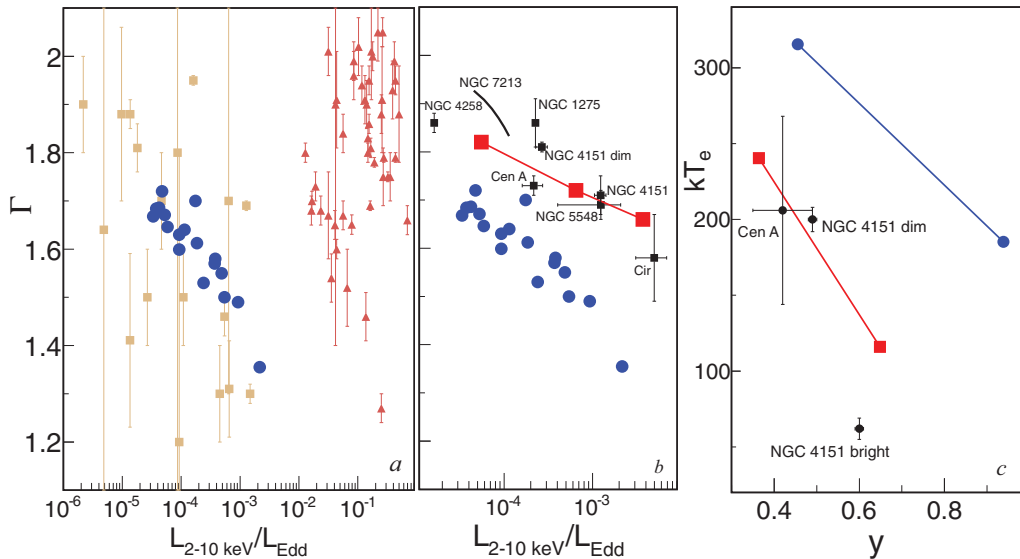 2
1.8
1.6
1.4
1.2
Γ
10⁻⁶ 10⁻⁵ 10⁻⁴ 10⁻³ 10⁻² 10⁻¹
L₂₋₁₀ ₖₑV/L_Edd
a
NGC 7213
NGC 4258
NGC 1275
NGC 4151 dim
Cen A
NGC 4151
NGC 5548
Cir
10⁻⁴ 10⁻³
L₂₋₁₀ ₖₑV/L_Edd
b
300
200
100
kTₑ
Cen A
NGC 4151 dim
NGC 4151 bright
0.4 0.6 0.8
y
c